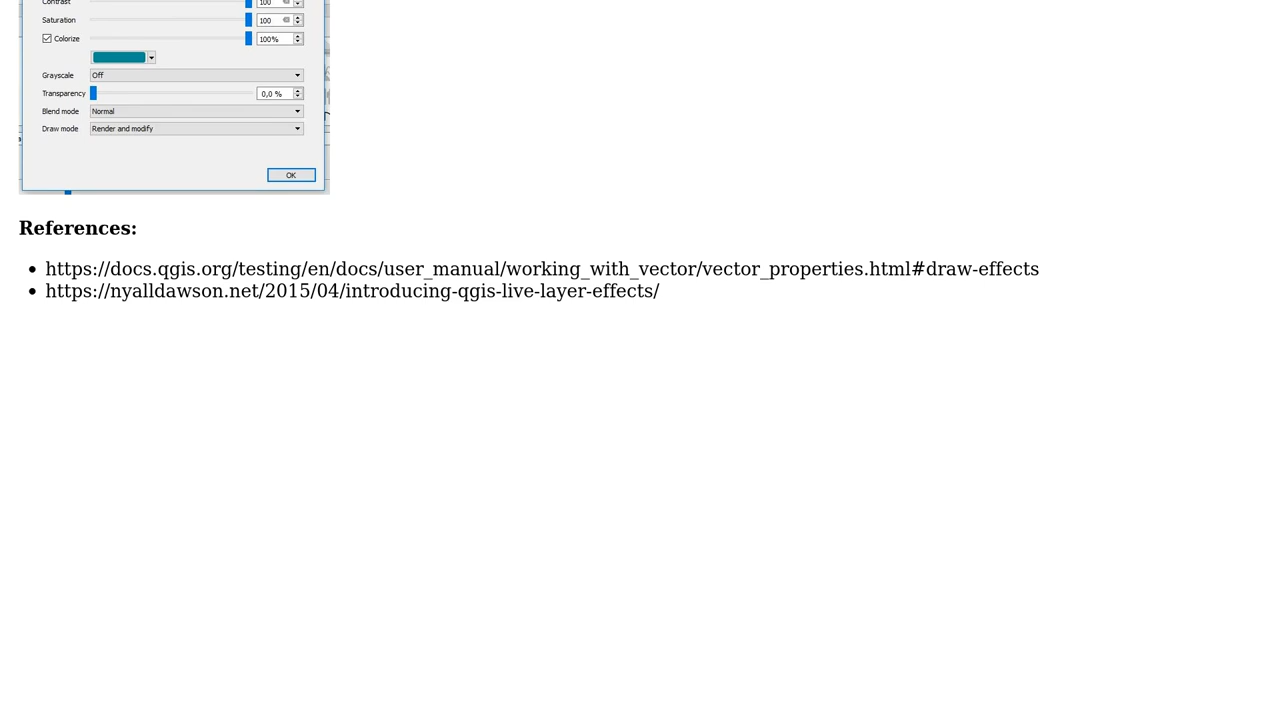 Contrast 100
Saturation 100
Colorize 100%
Grayscale Off
Transparency 0,0 %
Blend mode Normal
Draw mode Render and modify
OK
References:
• https://docs.qgis.org/testing/en/docs/user_manual/working_with_vector/vector_properties.html#draw-effects
• https://nyalldawson.net/2015/04/introducing-qgis-live-layer-effects/